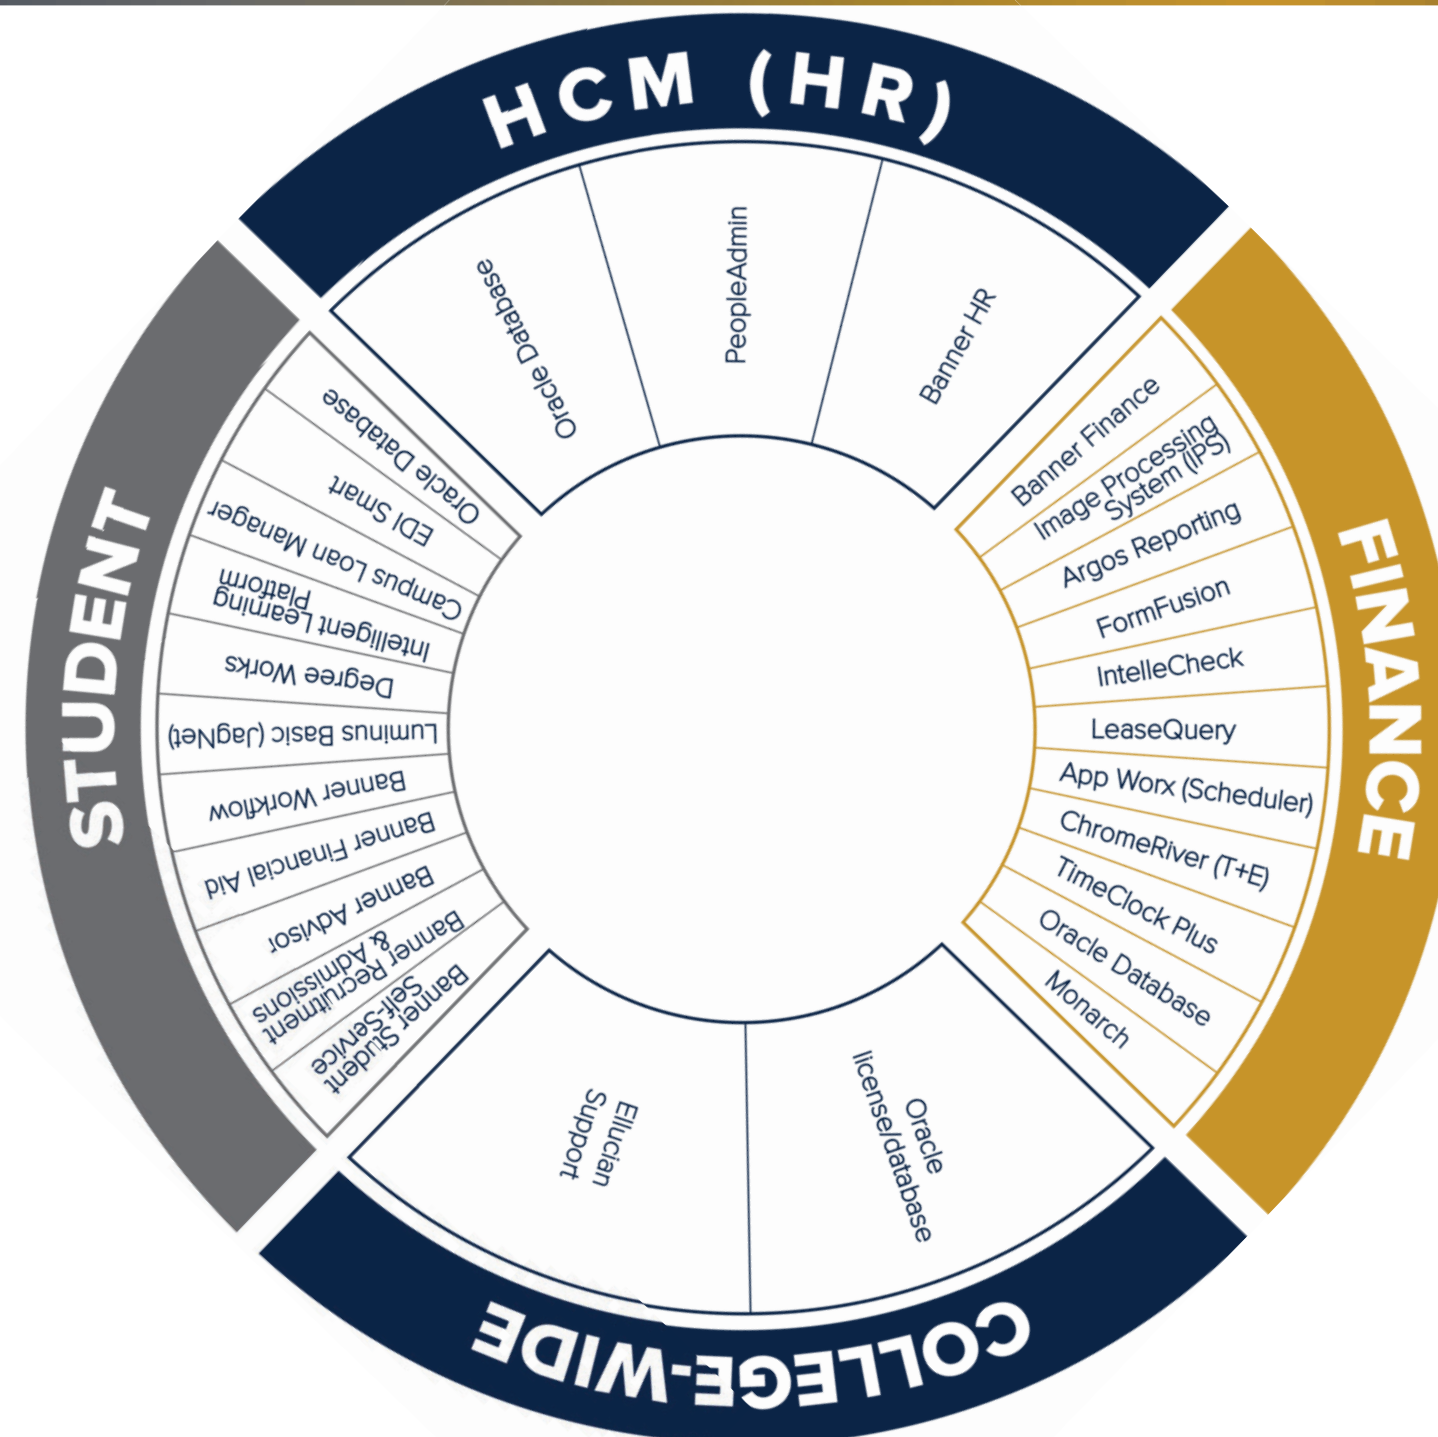 HCM (HR)
Oracle Database
PeopleAdmin
Banner HR
FINANCE
Banner Finance
Image Processing
System (IPS)
Argos Reporting
FormFusion
IntelleCheck
LeaseQuery
App Worx (Scheduler)
ChromeRiver (T+E)
TimeClock Plus
Oracle Database
Monarch
COLLEGE-WIDE
Oracle
license/database
Ellucian
Support
STUDENT
Banner Student
Self-Service
Banner Recruitment
& Admissions
Banner Advisor
Banner Financial Aid
Banner Workflow
Luminus Basic (JagNet)
Degree Works
Intelligent Learning
Platform
Campus Loan Manager
EDI Smart
Oracle Database